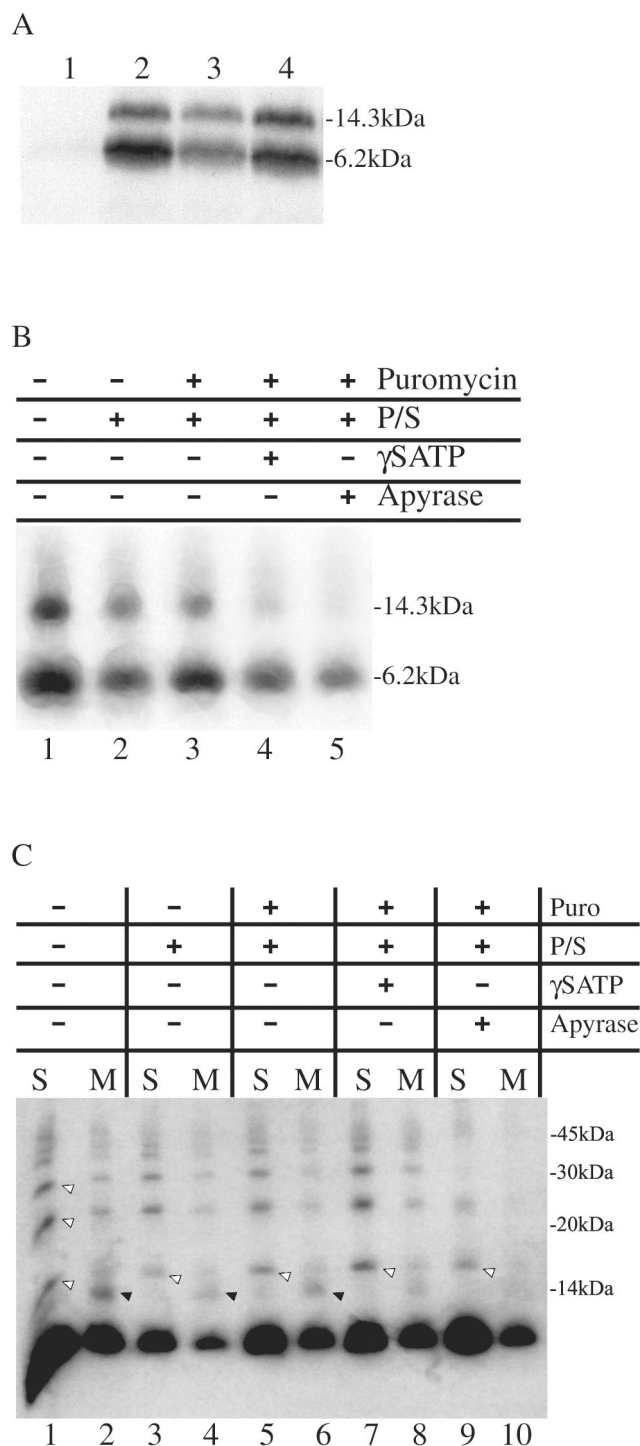 A
1 2 3 4
-14.3kDa
-6.2kDa
B
– – + + + Puromycin
– + + + + P/S
– – – + – γSATP
– – – – + Apyrase
-14.3kDa
-6.2kDa
1 2 3 4 5
C
– – + + + Puro
– + + + + P/S
– – – + – γSATP
– – – – + Apyrase
S M S M S M S M S M
-45kDa
-30kDa
-20kDa
-14kDa
1 2 3 4 5 6 7 8 9 10